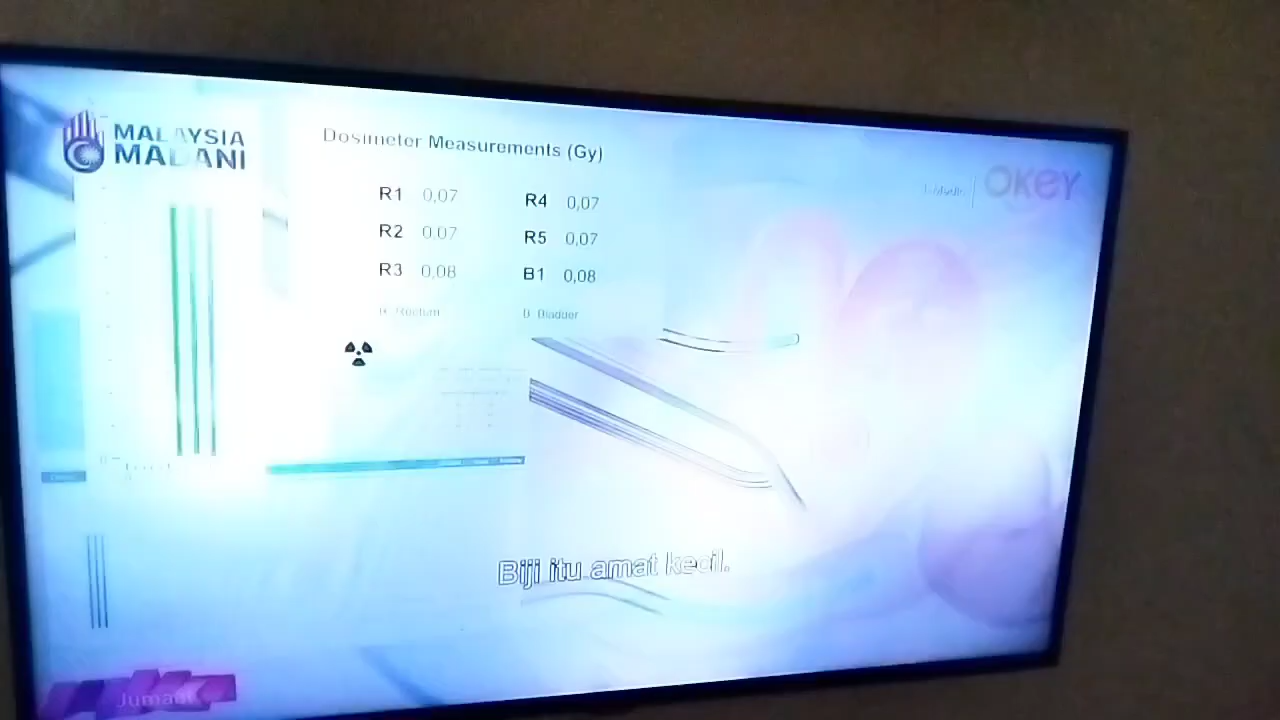 MALAYSIA
MADANI
Dosimeter Measurements (Gy)
OKEY
R1 0,07 R4 0,07
R2 0.07 R5 0,07
R3 0,08 B1 0,08
Biji itu amat kecil.